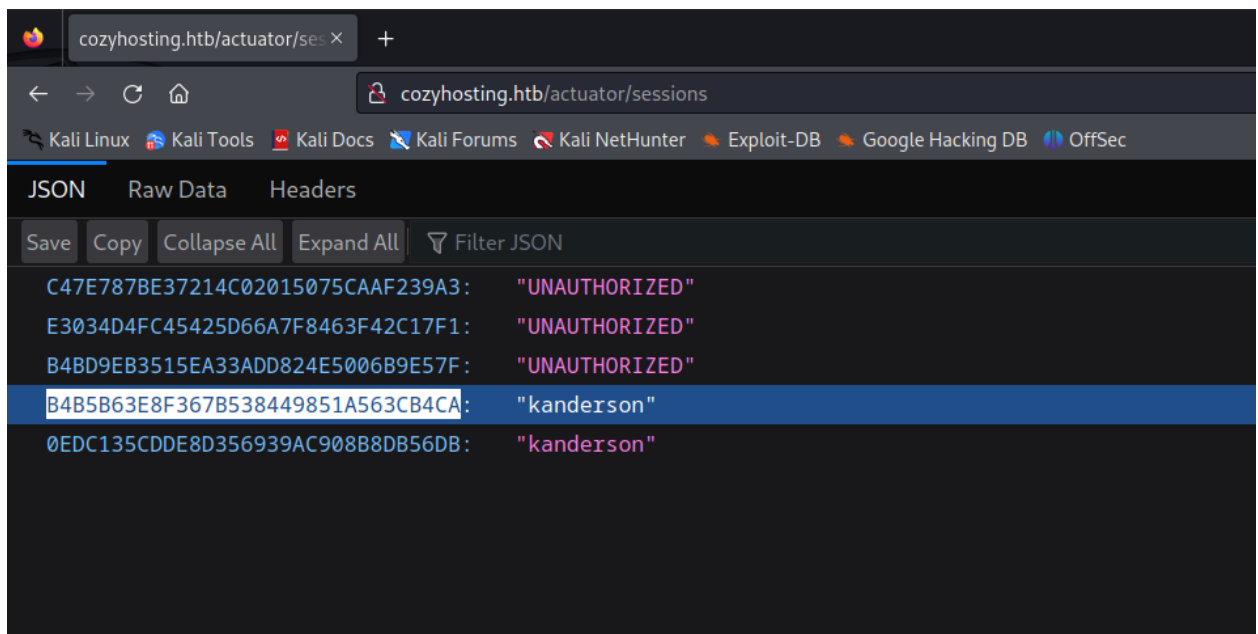 cozyhosting.htb/actuator/ses
cozyhosting.htb/actuator/sessions
Kali Linux Kali Tools Kali Docs Kali Forums Kali NetHunter Exploit-DB Google Hacking DB OffSec
JSON Raw Data Headers
Save Copy Collapse All Expand All Filter JSON
C47E787BE37214C02015075CAAF239A3: "UNAUTHORIZED"
E3034D4FC45425D66A7F8463F42C17F1: "UNAUTHORIZED"
B4BD9EB3515EA33ADD824E5006B9E57F: "UNAUTHORIZED"
B4B5B63E8F367B538449851A563CB4CA: "kanderson"
0EDC135CDDE8D356939AC908B8DB56DB: "kanderson"